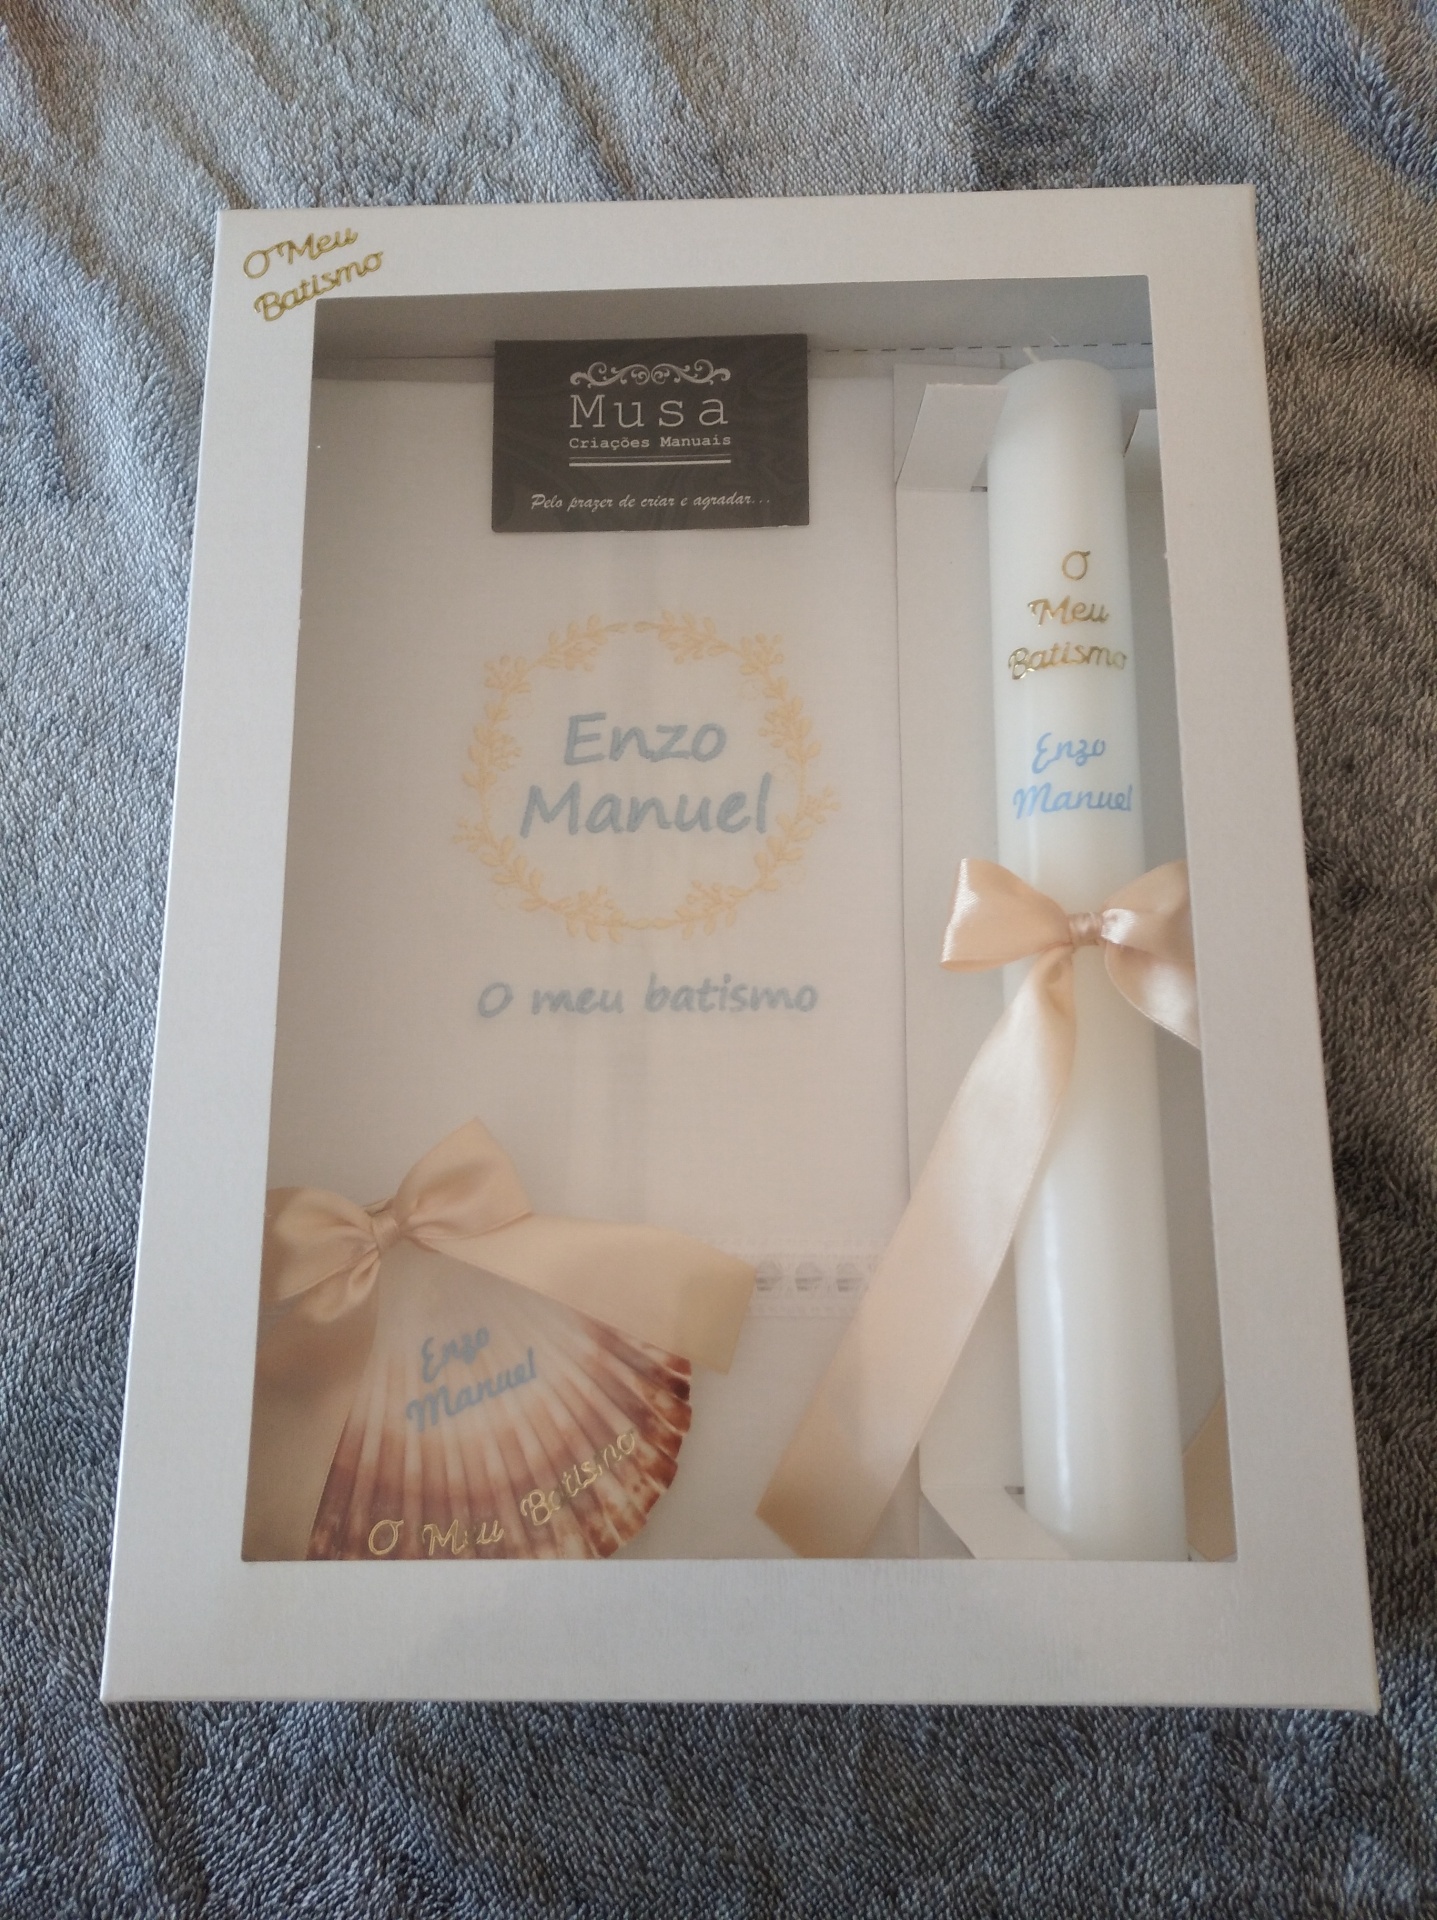 O Meu
Batismo
Musa
Criações Manuais
Pelo prazer de criar e agradar...
O
Meu
Batismo
Enzo
Manuel
Enzo
Manuel
O meu batismo
Enzo
Manuel
O Meu Batismo